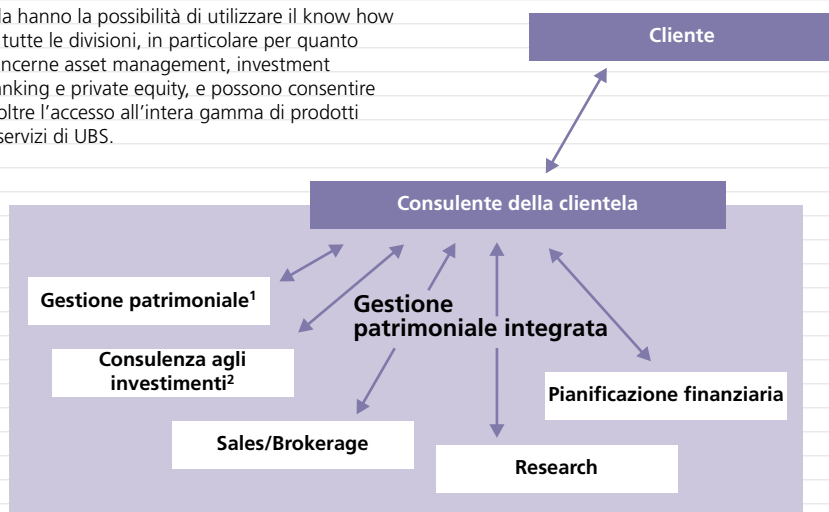 la hanno la possibilità di utilizzare il know how
tutte le divisioni, in particolare per quanto
ncerne asset management, investment
anking e private equity, e possono consentire
oltre l'accesso all'intera gamma di prodotti
servizi di UBS.
Cliente
Consulente della clientela
Gestione patrimoniale¹
Gestione
patrimoniale integrata
Consulenza agli
investimenti²
Pianificazione finanziaria
Sales/Brokerage
Research